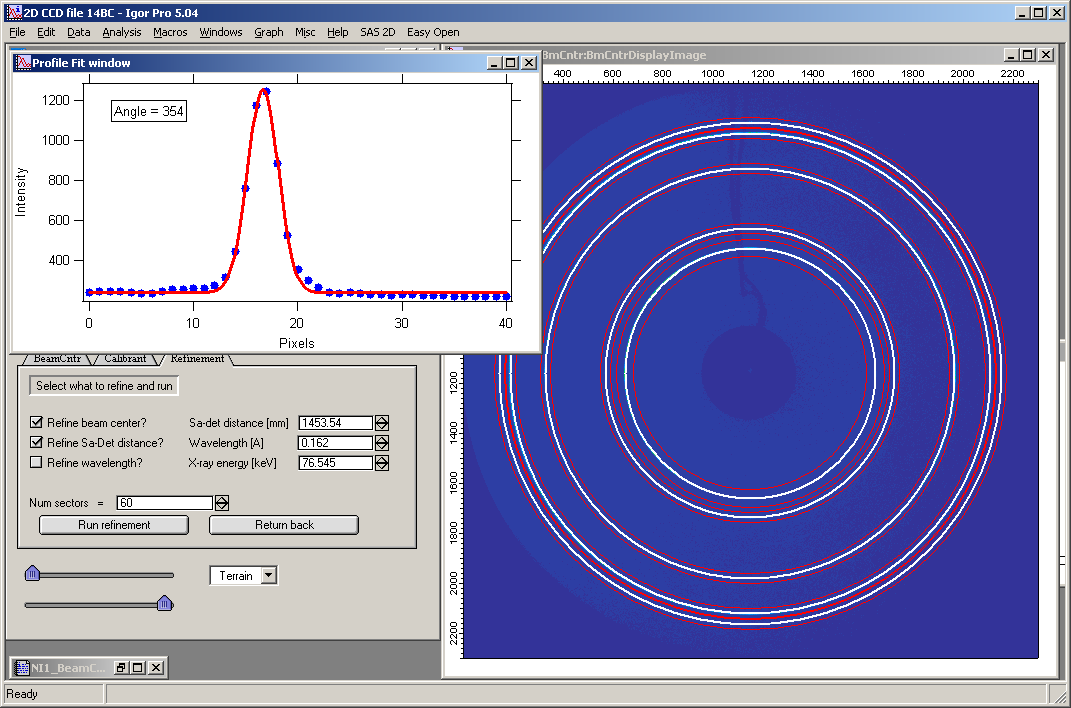 2D CCD file 14BC - Igor Pro 5.04
File Edit Data Analysis Macros Windows Graph Misc Help SAS 2D Easy Open
Profile Fit window
BmCntr:BmCntrDisplayImage
400 600 800 1000 1200 1400 1600 1800 2000 2200
Angle = 354
1200
1000
800
600
400
Intensity
0 10 20 30 40
Pixels
1200
1400
1600
1800
2000
2200
BeamCntr Calibrant Refinement
Select what to refine and run
Refine beam center? Sa-det distance [mm] 1453.54
Refine Sa-Det distance? Wavelength [A] 0.162
Refine wavelength? X-ray energy [keV] 76.545
Num sectors = 60
Run refinement Return back
Terrain
NI1_BeamC...
Ready